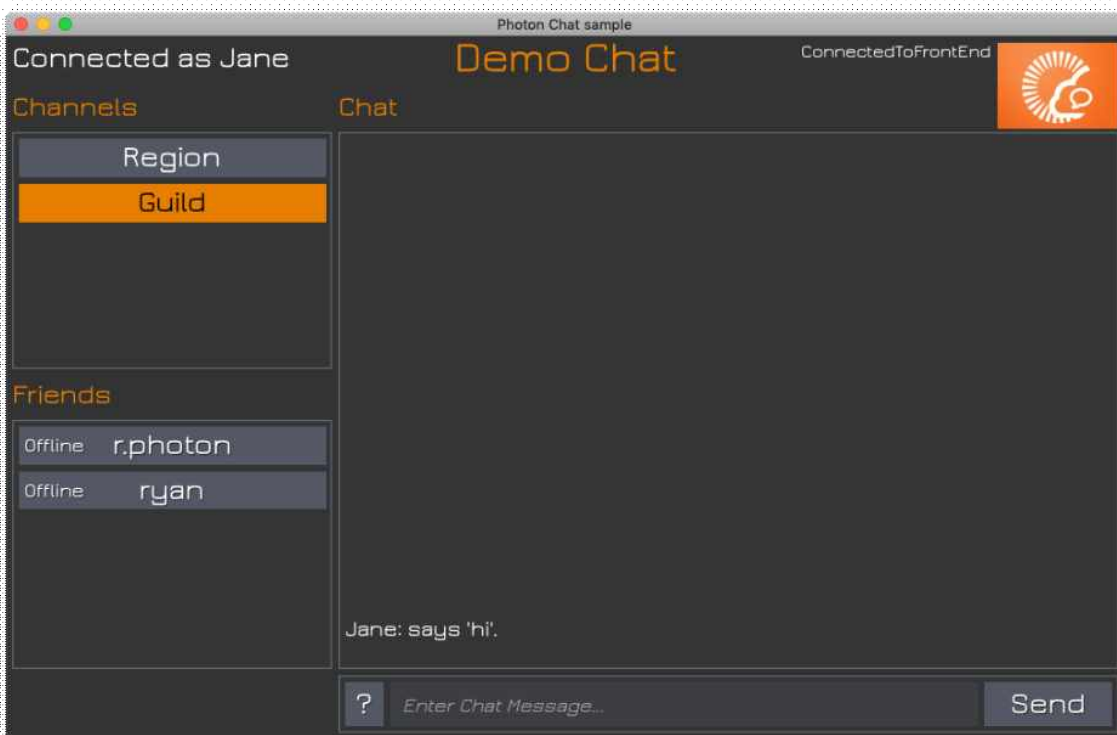 Photon Chat sample
Connected as Jane
Demo Chat
ConnectedToFrontEnd
Channels
Region
Guild
Friends
Offline r.photon
Offline ryan
Chat
Jane: says 'hi'.
? Enter Chat Message... Send